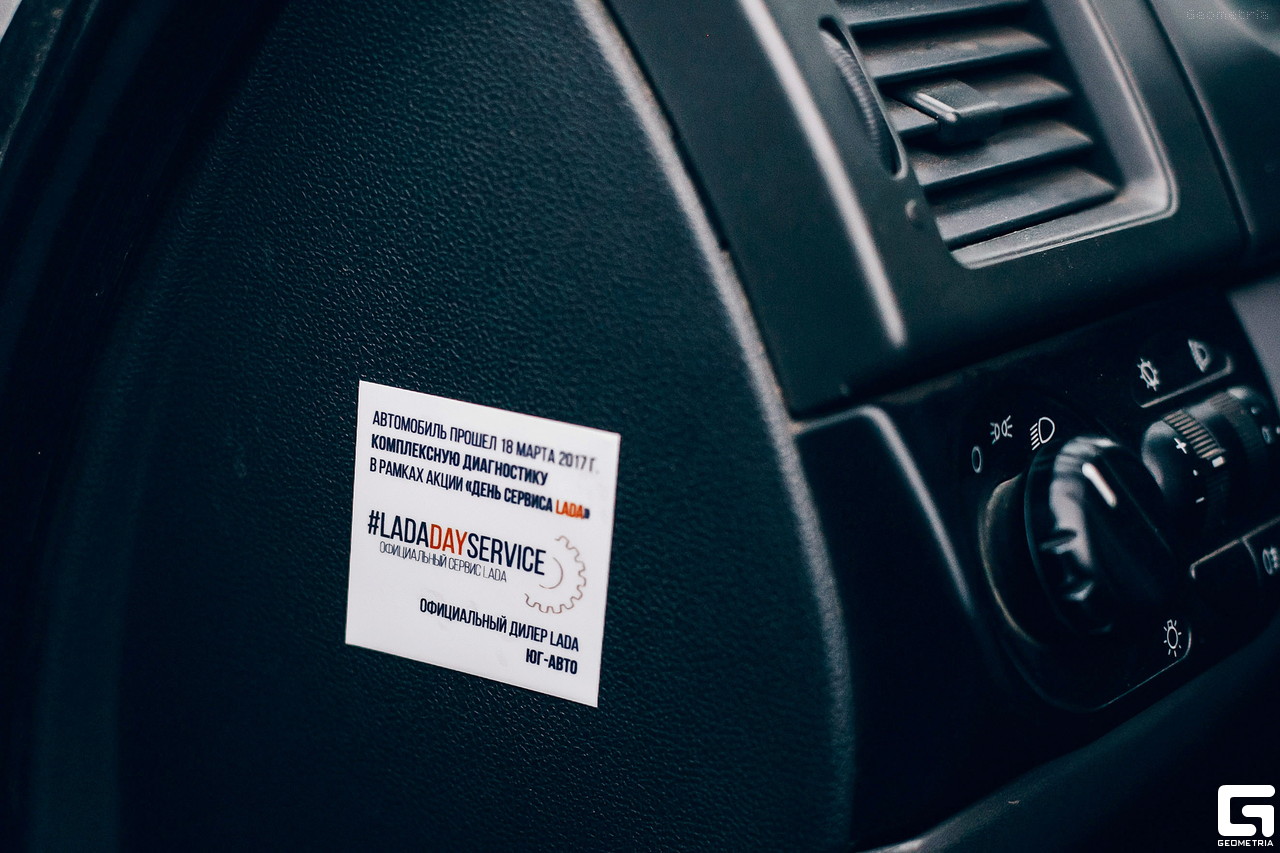 Geometria
АВТОМОБИЛЬ ПРОШЕЛ 18 МАРТА 2017 Г.
КОМПЛЕКСНУЮ ДИАГНОСТИКУ
В РАМКАХ АКЦИИ «ДЕНЬ СЕРВИСА LADA»
#LADADAYSERVICE
ОФИЦИАЛЬНЫЙ СЕРВИС LADA
ОФИЦИАЛЬНЫЙ ДИЛЕР LADA
ЮГ-АВТО
GEOMETRIA